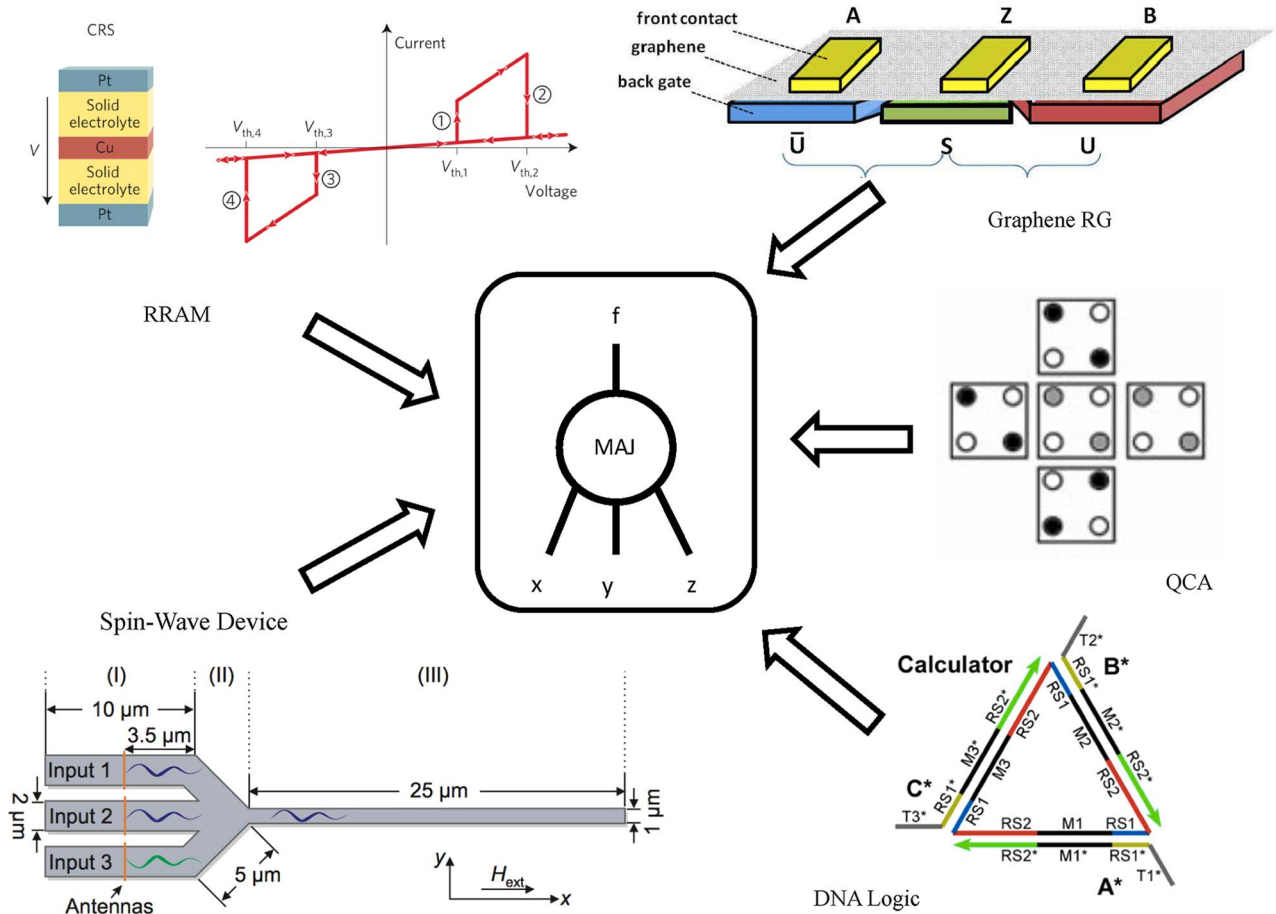 CRS
Pt
Solid
electrolyte
Cu
Solid
electrolyte
Pt
V
Current
Vth,4
Vth,3
①
②
③
④
Vth,1
Vth,2
Voltage
RRAM
front contact
graphene
back gate
A
Z
B
U̅
S
U
Graphene RG
f
MAJ
x
y
z
QCA
Spin-Wave Device
(I)
(II)
(III)
10 µm
3.5 µm
Input 1
Input 2
Input 3
2 µm
Antennas
5 µm
25 µm
1 µm
y
Hext
x
Calculator
T2*
B*
RS1*
M2*
RS2*
RS1
M2
RS2
RS2*
M3*
RS1*
RS2
M3
RS1
C*
T3*
RS2
M1
RS1
RS2*
M1*
RS1*
T1*
A*
DNA Logic